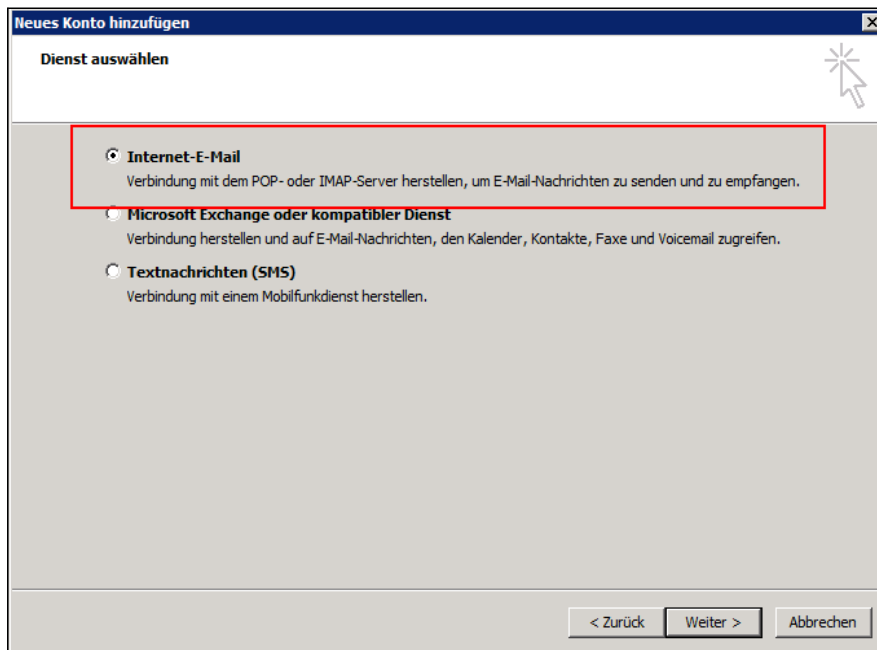 Neues Konto hinzufügen
Dienst auswählen
Internet-E-Mail
Verbindung mit dem POP- oder IMAP-Server herstellen, um E-Mail-Nachrichten zu senden und zu empfangen.
Microsoft Exchange oder kompatibler Dienst
Verbindung herstellen und auf E-Mail-Nachrichten, den Kalender, Kontakte, Faxe und Voicemail zugreifen.
Textnachrichten (SMS)
Verbindung mit einem Mobilfunkdienst herstellen.
< Zurück Weiter > Abbrechen